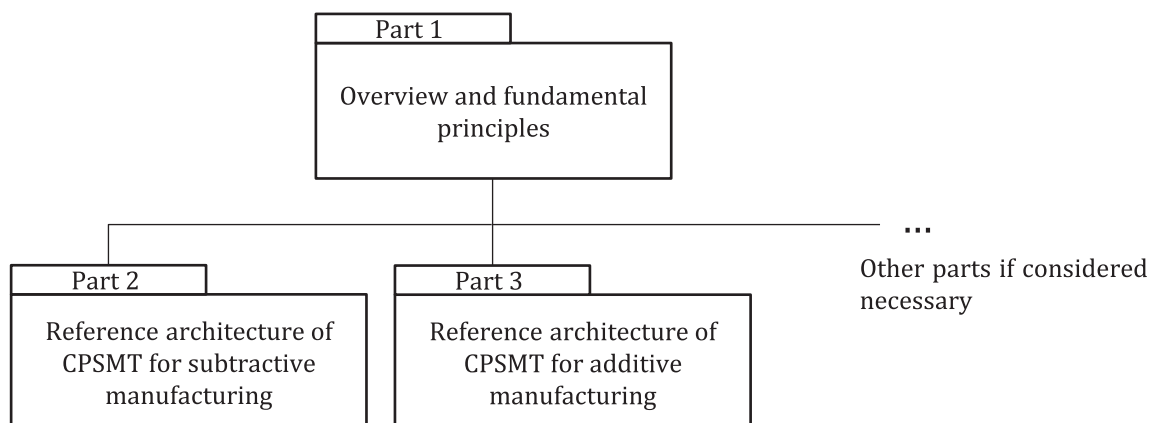 Part 1
Overview and fundamental
principles
...
Other parts if considered
necessary
Part 2
Reference architecture of
CPSMT for subtractive
manufacturing
Part 3
Reference architecture of
CPSMT for additive
manufacturing